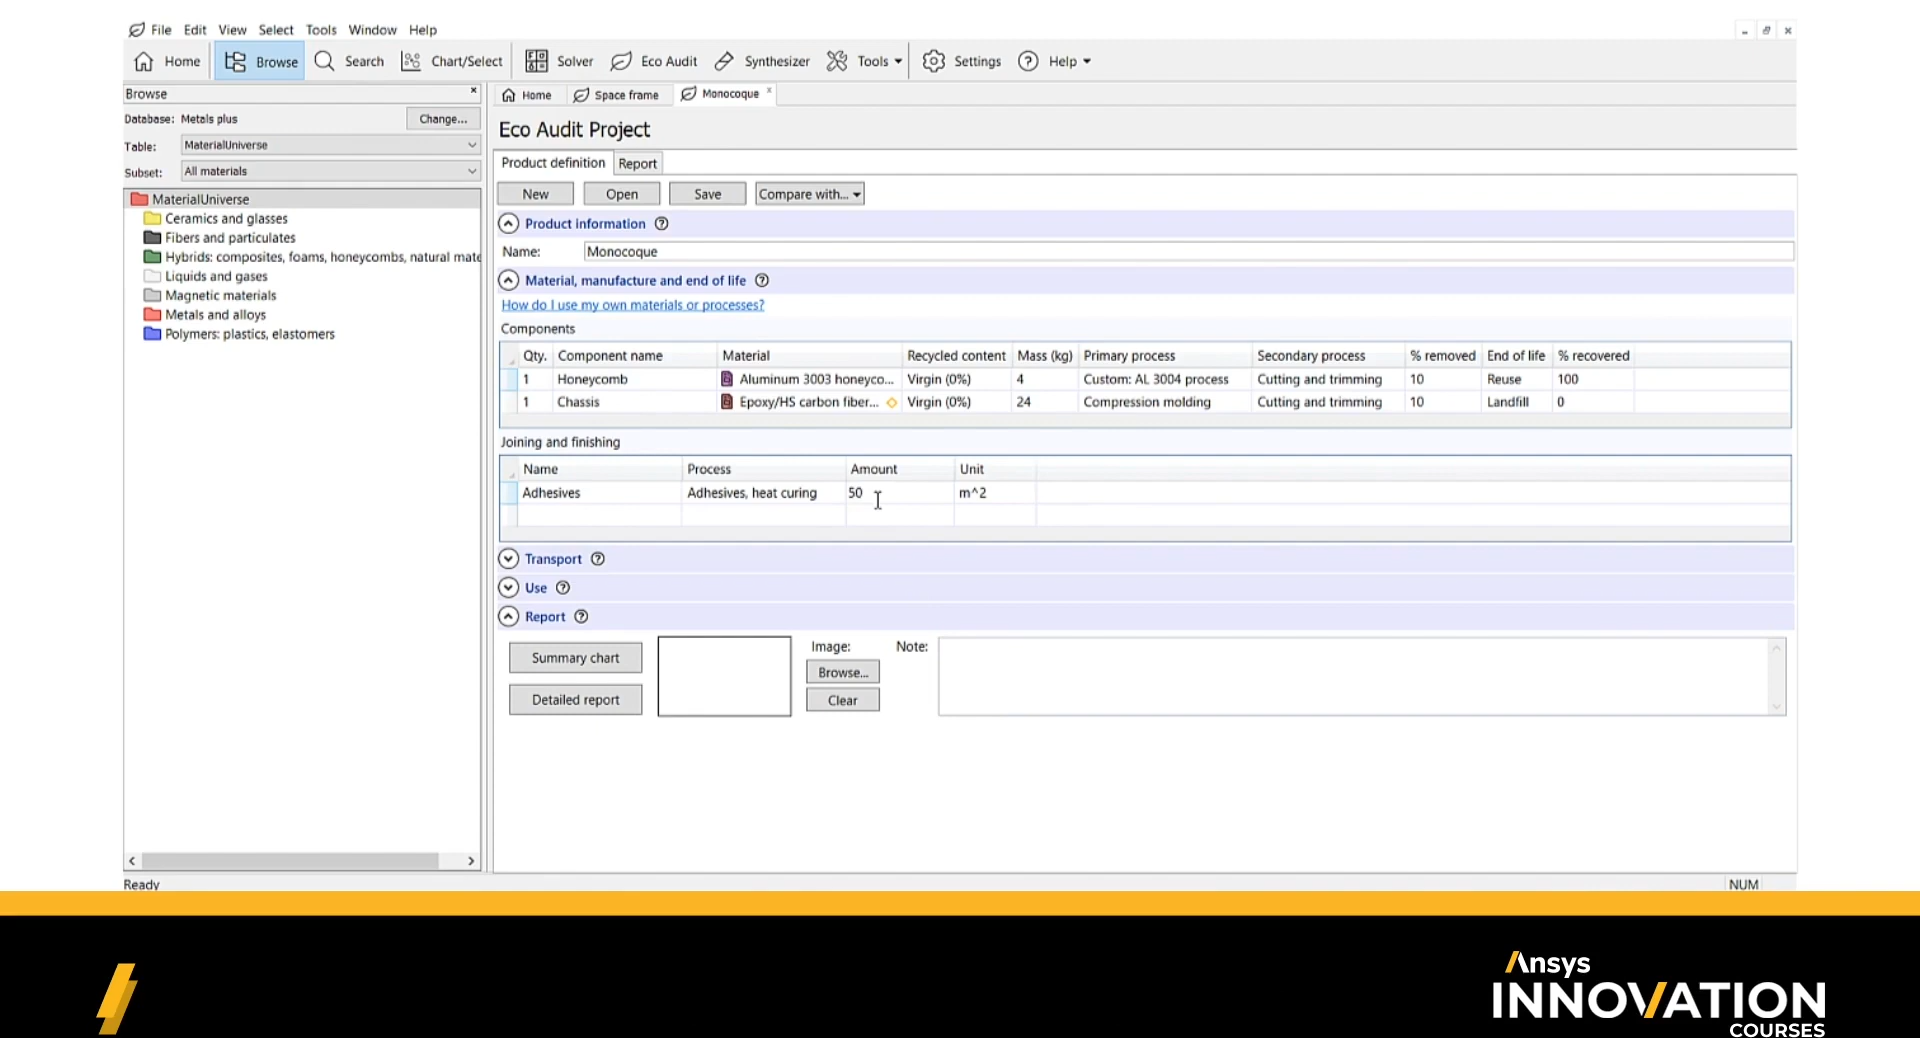 File Edit View Select Tools Window Help
Home Browse Search Chart/Select Solver Eco Audit Synthesizer Tools Settings Help
Browse
Database: Metals plus Change...
Table: MaterialUniverse
Subset: All materials
MaterialUniverse
Ceramics and glasses
Fibers and particulates
Hybrids: composites, foams, honeycombs, natural mate
Liquids and gases
Magnetic materials
Metals and alloys
Polymers: plastics, elastomers
Home Space frame Monocoque
Eco Audit Project
Product definition Report
New Open Save Compare with...
Product information
Name: Monocoque
Material, manufacture and end of life
How do I use my own materials or processes?
Components
Qty. Component name Material Recycled content Mass (kg) Primary process Secondary process % removed End of life % recovered
1 Honeycomb Aluminum 3003 honeyco... Virgin (0%) 4 Custom: AL 3004 process Cutting and trimming 10 Reuse 100
1 Chassis Epoxy/HS carbon fiber... Virgin (0%) 24 Compression molding Cutting and trimming 10 Landfill 0
Joining and finishing
Name Process Amount Unit
Adhesives Adhesives, heat curing 50 m^2
Transport
Use
Report
Summary chart
Detailed report
Image:
Browse...
Clear
Note:
Ready NUM
Ansys
INNOVATION
COURSES